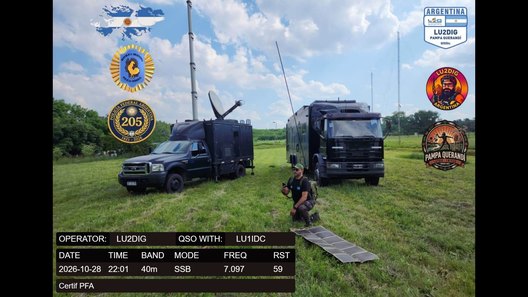 ARGENTINA
LU2DIG
PAMPA QUERANDI
205
LU2DIG
ARGENTINA
PAMPA
QUERANDI
OPERATOR: LU2DIG QSO WITH: LU1IDC
DATE TIME BAND MODE FREQ RST
2026-10-28 22:01 40m SSB 7.097 59
Certif PFA